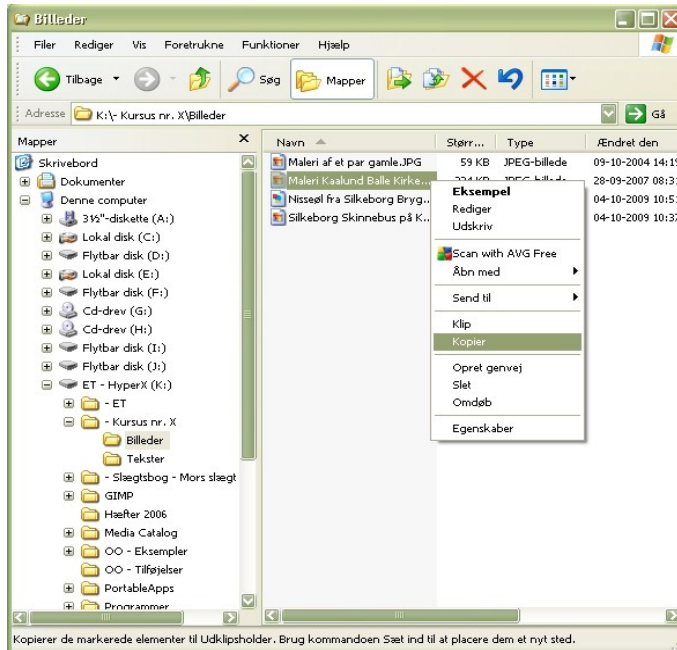 Billeder
Filer Rediger Vis Foretrukne Funktioner Hjælp
Tilbage Søg Mapper
Adresse K:\- Kursus nr. X\Billeder Gå
Mapper X
Navn Størr... Type Ændret den
Skrivebord
Dokumenter
Denne computer
3½"-diskette (A:)
Lokal disk (C:)
Flytbar disk (D:)
Lokal disk (E:)
Flytbar disk (F:)
Cd-drev (G:)
Cd-drev (H:)
Flytbar disk (I:)
Flytbar disk (J:)
ET - HyperX (K:)
- ET
- Kursus nr. X
Billeder
Tekster
- Slægtsbog - Mors slægt
GIMP
Hæfter 2006
Media Catalog
OO - Eksempler
OO - Tilføjelser
PortableApps
Programmer
Maleri af et par gamle.JPG 59 KB JPEG-billede 09-10-2004 14:19
Maleri Kaalund Balle Kirke... 28-09-2007 08:3
Nisseøl fra Silkeborg Bryg... 04-10-2009 10:5
Silkeborg Skinnebus på K... 04-10-2009 10:37
Eksempel
Rediger
Udskriv
Scan with AVG Free
Åbn med
Send til
Klip
Kopier
Opret genvej
Slet
Omdøb
Egenskaber
Kopierer de markerede elementer til Udklipsholder. Brug kommandoen Sæt ind til at placere dem et nyt sted.